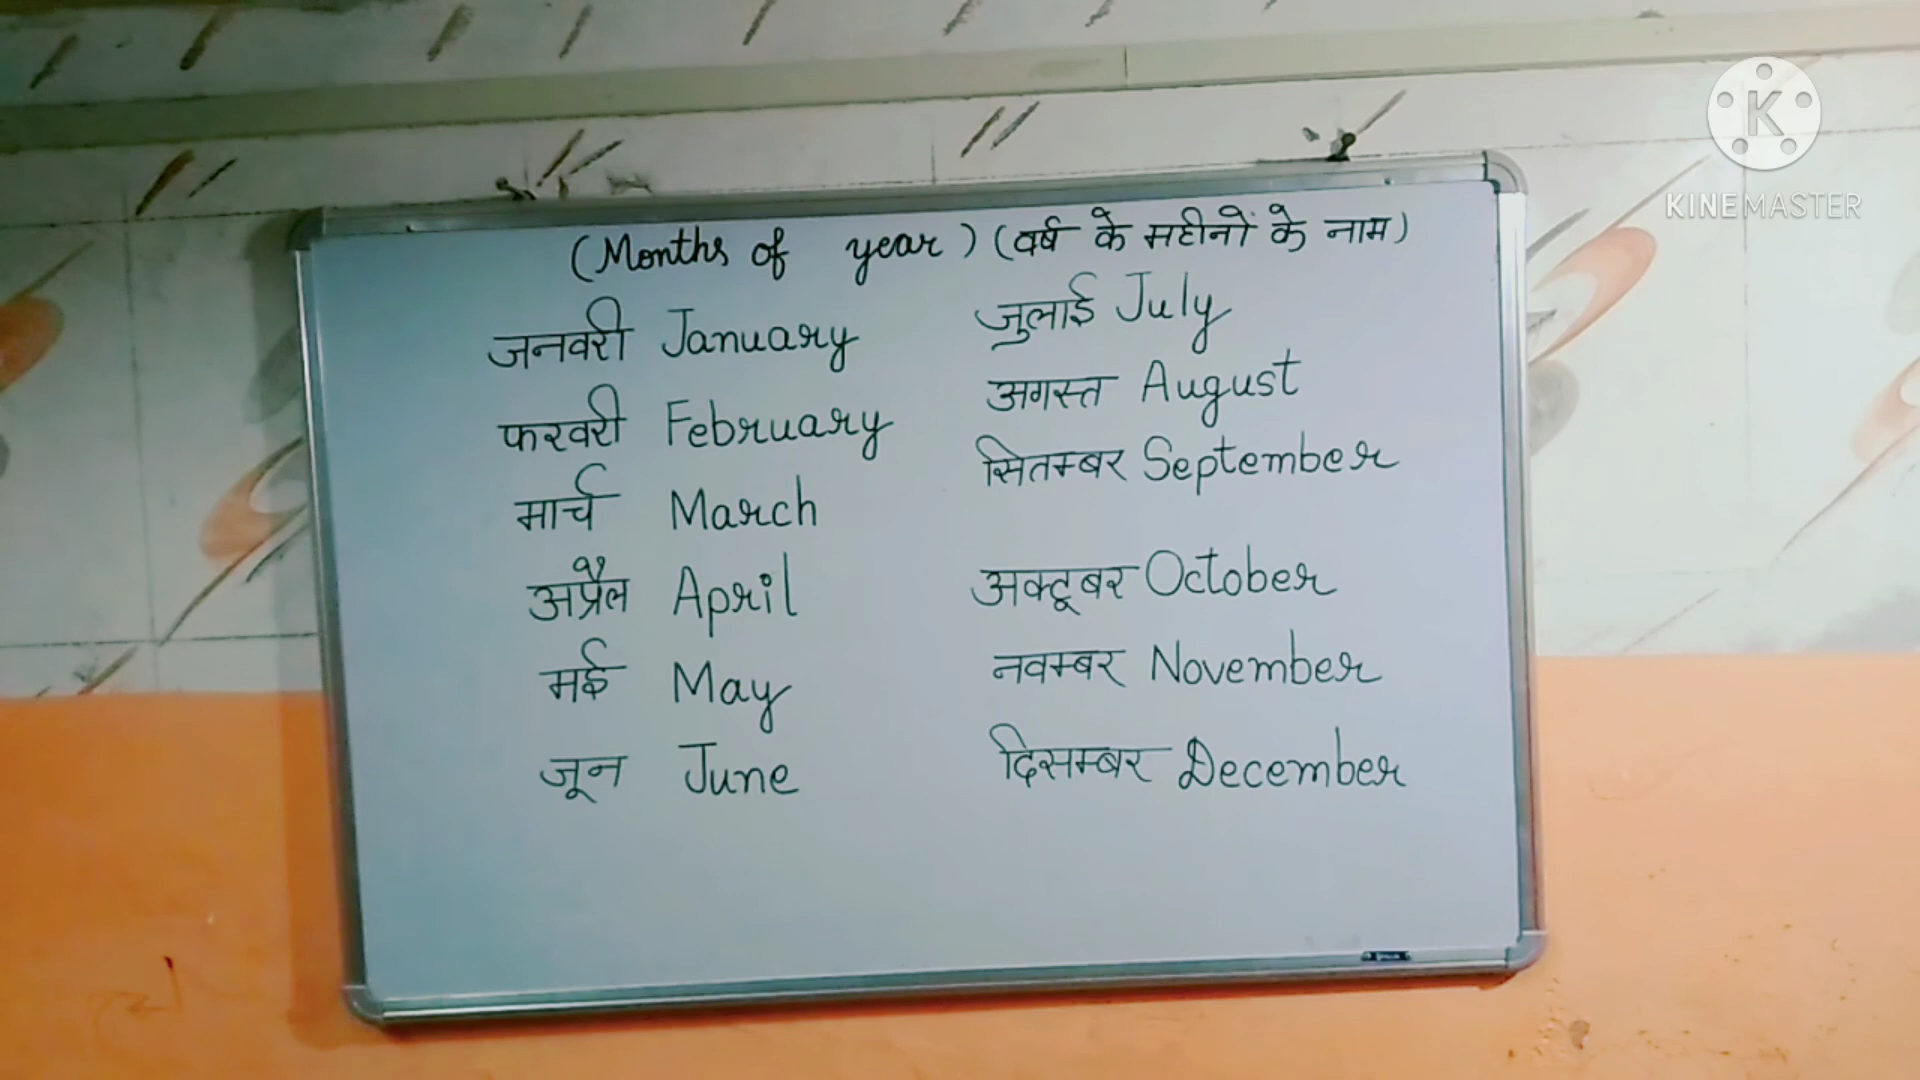 (Months of year) (वर्ष के महीनों के नाम)
जनवरी January
फरवरी February
मार्च March
अप्रैल April
मई May
जून June
जुलाई July
अगस्त August
सितम्बर September
अक्टूबर October
नवम्बर November
दिसम्बर December
K
KINEMASTER